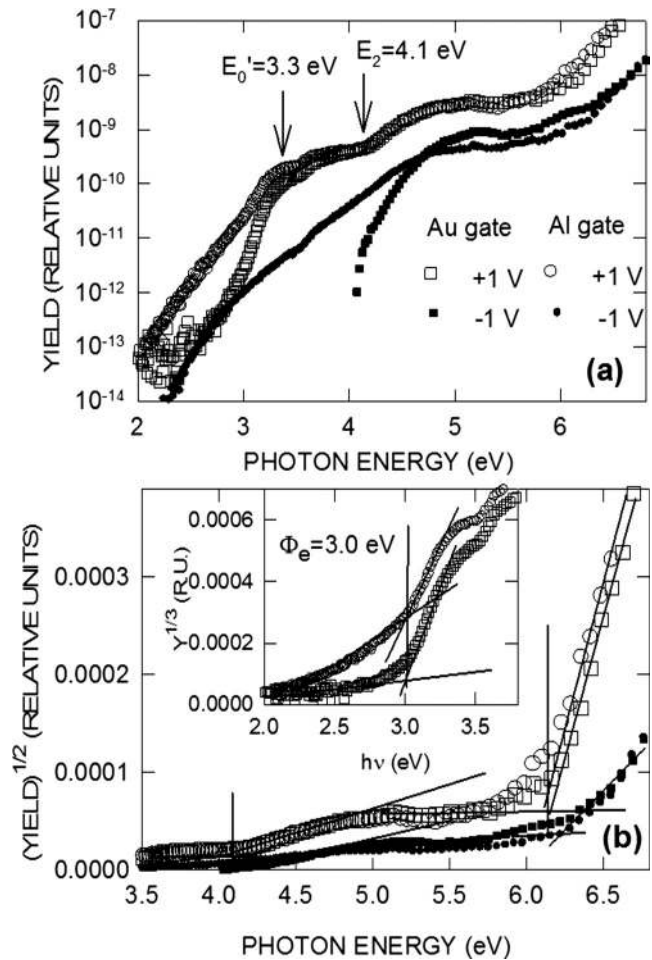 10⁻⁷
10⁻⁸
10⁻⁹
10⁻¹⁰
10⁻¹¹
10⁻¹²
10⁻¹³
10⁻¹⁴
YIELD (RELATIVE UNITS)
E₀'=3.3 eV
E₂=4.1 eV
Au gate Al gate
+1 V +1 V
-1 V -1 V
(a)
2 3 4 5 6
PHOTON ENERGY (eV)
0.0003
0.0002
0.0001
0.0000
(YIELD)¹/² (RELATIVE UNITS)
0.0006
0.0004
0.0002
0.0000
Y¹/³ (R.U.)
Φₑ=3.0 eV
2.0 2.5 3.0 3.5
hν (eV)
(b)
3.5 4.0 4.5 5.0 5.5 6.0 6.5
PHOTON ENERGY (eV)